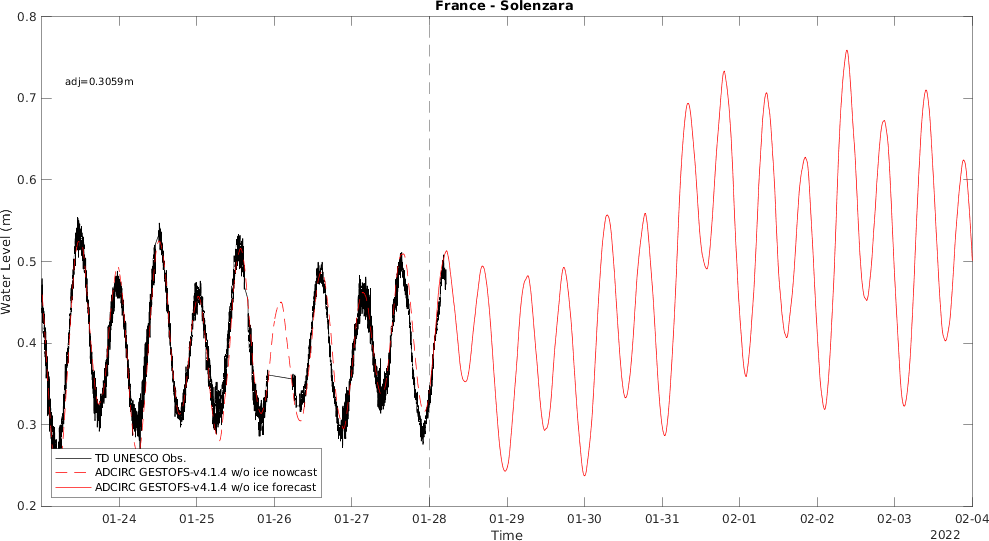 France - Solenzara
0.8
0.7
0.6
0.5
0.4
0.3
0.2
Water Level (m)
adj=0.3059m
TD UNESCO Obs.
ADCIRC GESTOFS-v4.1.4 w/o ice nowcast
ADCIRC GESTOFS-v4.1.4 w/o ice forecast
01-24 01-25 01-26 01-27 01-28 01-29 01-30 01-31 02-01 02-02 02-03 02-04
Time
2022